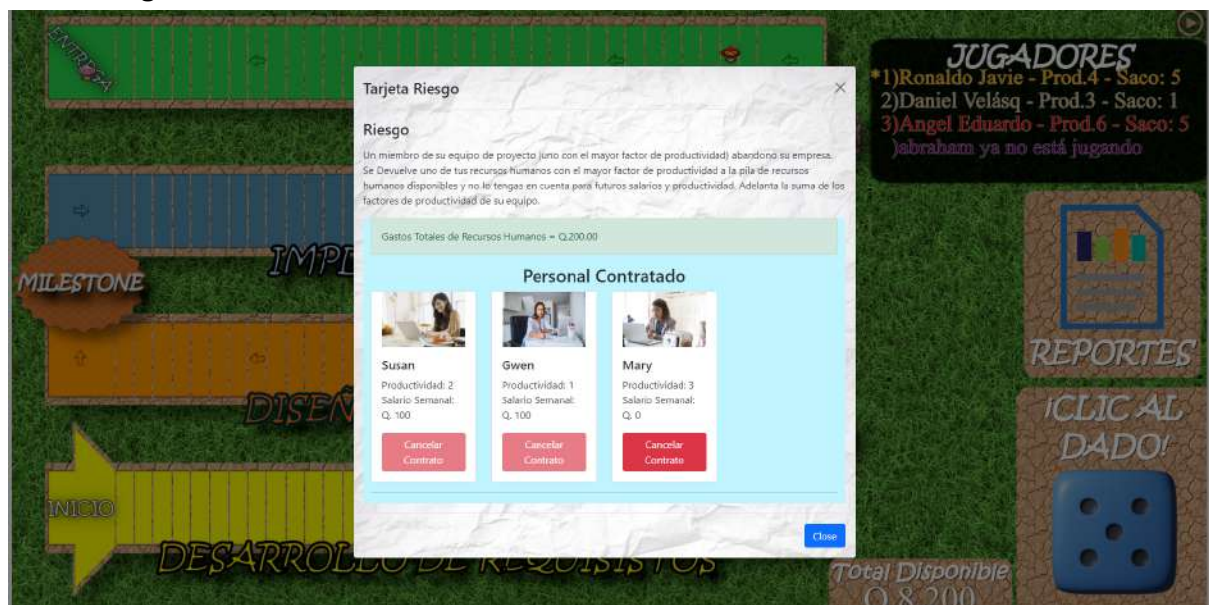 ENTREGA
JUGADORES
*1)Ronaldo Javie - Prod.4 - Saco: 5
2)Daniel Velásq - Prod.3 - Saco: 1
3)Angel Eduardo - Prod.6 - Saco: 5
)abraham ya no está jugando
Tarjeta Riesgo
Riesgo
Un miembro de su equipo de proyecto (uno con el mayor factor de productividad) abandono su empresa.
Se Devuelve uno de tus recursos humanos con el mayor factor de productividad a la pila de recursos
humanos disponibles y no lo tengas en cuenta para futuros salarios y productividad. Adelanta la suma de los
factores de productividad de su equipo.
Gastos Totales de Recursos Humanos = Q.200.00
Personal Contratado
Susan
Productividad: 2
Salario Semanal:
Q. 100
Cancelar
Contrato
Gwen
Productividad: 1
Salario Semanal:
Q. 100
Cancelar
Contrato
Mary
Productividad: 3
Salario Semanal:
Q. 0
Cancelar
Contrato
Close
MILESTONE
IMPL
DISEÑ
INICIO
DESARROLLO DE REQUISISTOS
REPORTES
¡CLIC AL
DADO!
Total Disponible
Q 8,200